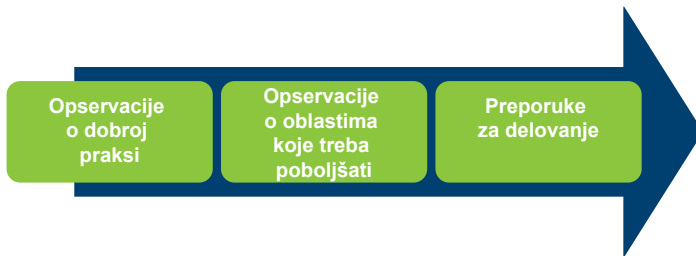 Opservacije
o dobroj
praksi
Opservacije
o oblastima
koje treba
poboljšati
Preporuke
za delovanje